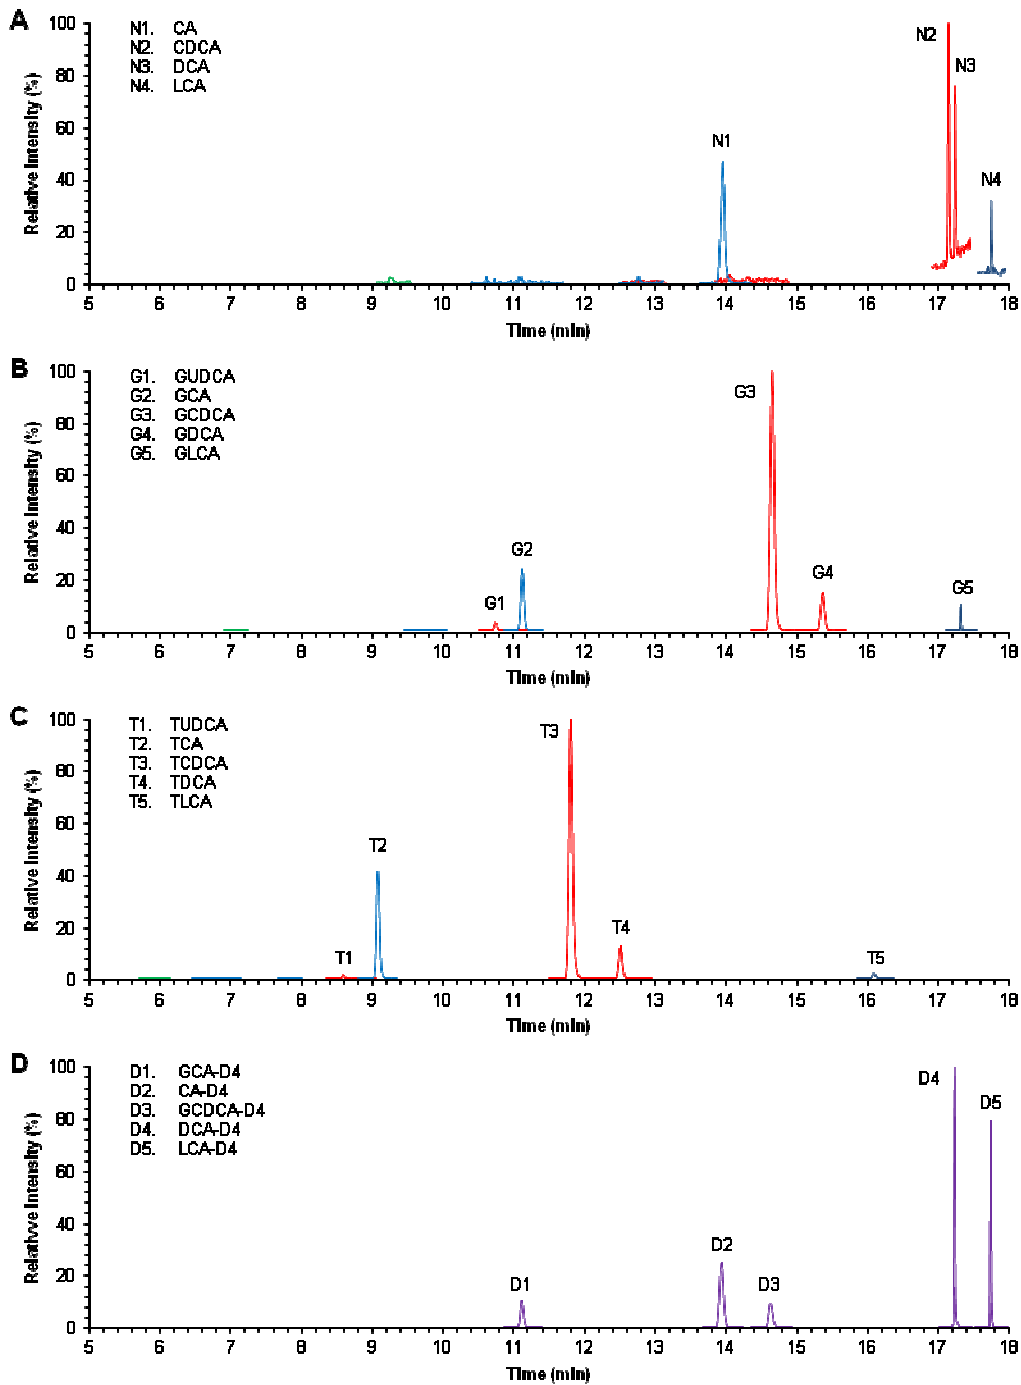 A
100
80
60
40
20
0
Relative Intensity (%)
N1. CA
N2. CDCA
N3. DCA
N4. LCA
N1
N2
N3
N4
5 6 7 8 9 10 11 12 13 14 15 16 17 18
Time (min)
B
100
80
60
40
20
0
Relative Intensity (%)
G1. GUDCA
G2. GCA
G3. GCDCA
G4. GDCA
G5. GLCA
G1
G2
G3
G4
G5
5 6 7 8 9 10 11 12 13 14 15 16 17 18
Time (min)
C
100
80
60
40
20
0
Relative Intensity (%)
T1. TUDCA
T2. TCA
T3. TCDCA
T4. TDCA
T5. TLCA
T1
T2
T3
T4
T5
5 6 7 8 9 10 11 12 13 14 15 16 17 18
Time (min)
D
100
80
60
40
20
0
Relativve Intensity (%)
D1. GCA-D4
D2. CA-D4
D3. GCDCA-D4
D4. DCA-D4
D5. LCA-D4
D1
D2
D3
D4
D5
5 6 7 8 9 10 11 12 13 14 15 16 17 18
Time (min)